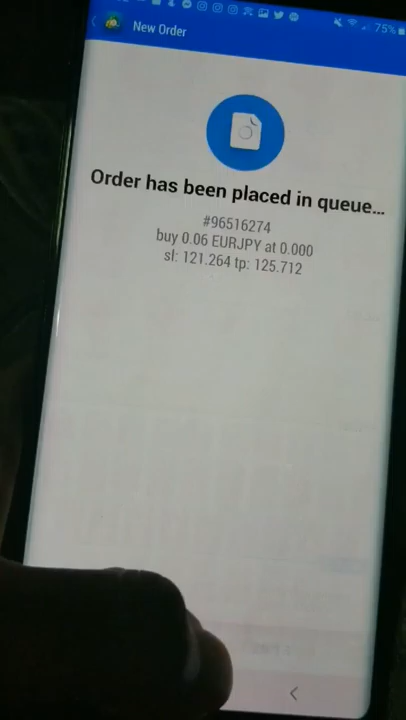 75%
New Order
Order has been placed in queue...
#96516274
buy 0.06 EURJPY at 0.000
sl: 121.264 tp: 125.712